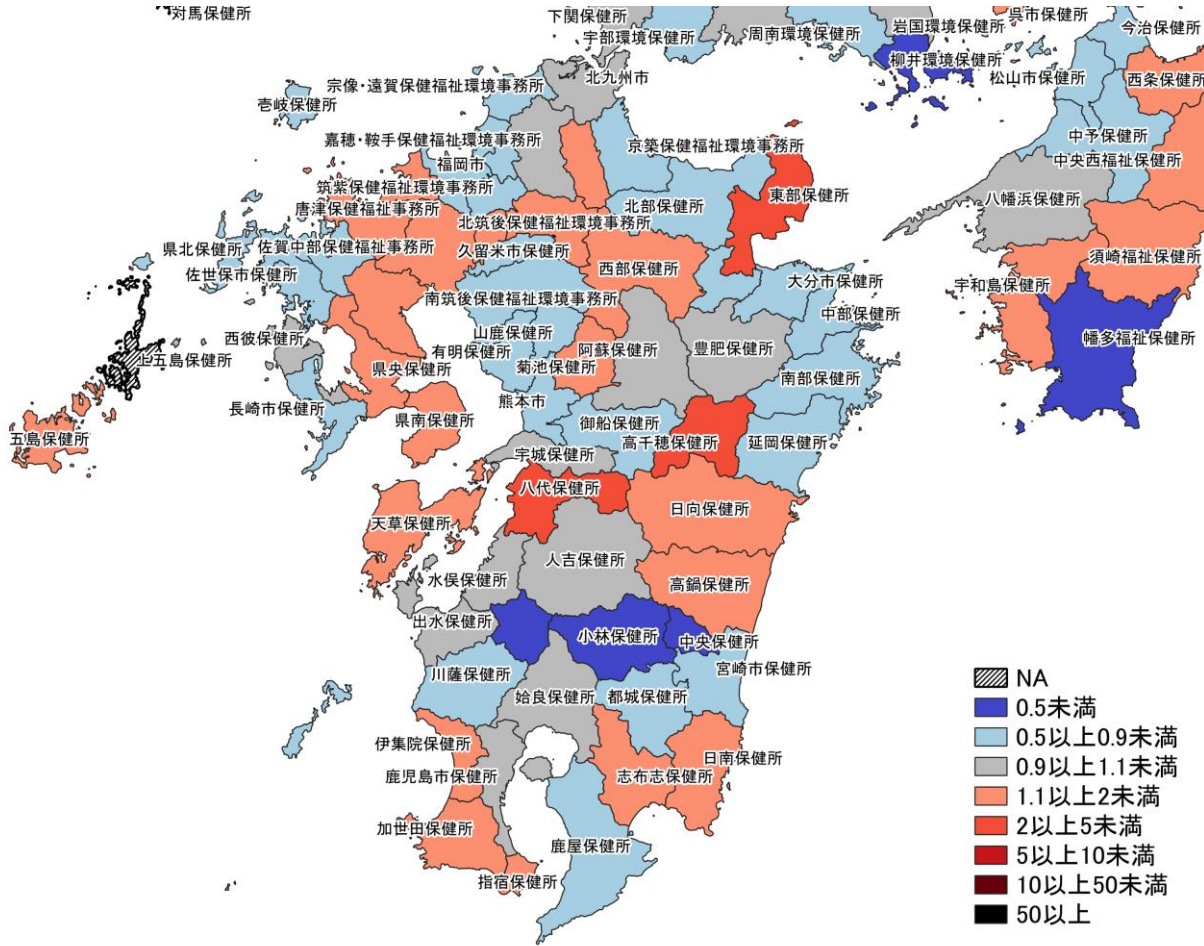 対馬保健所
下関保健所
宇部環境保健所
周南環境保健所
岩国環境保健所
柳井環境保健所
呉市保健所
今治保健所
松山市保健所
西条保健所
中予保健所
中央西福祉保健所
八幡浜保健所
須崎福祉保健所
宇和島保健所
幡多福祉保健所
北九州市
宗像・遠賀保健福祉環境事務所
壱岐保健所
嘉穂・鞍手保健福祉環境事務所
京築保健福祉環境事務所
福岡市
筑紫保健福祉環境事務所
東部保健所
唐津保健福祉事務所
北部保健所
北筑後保健福祉環境事務所
県北保健所
佐賀中部保健福祉事務所
久留米市保健所
西部保健所
佐世保市保健所
大分市保健所
南筑後保健福祉環境事務所
中部保健所
西彼保健所
山鹿保健所
上五島保健所
有明保健所
阿蘇保健所
豊肥保健所
県央保健所
菊池保健所
南部保健所
長崎市保健所
熊本市
県南保健所
御船保健所
五島保健所
高千穂保健所
延岡保健所
宇城保健所
八代保健所
天草保健所
日向保健所
人吉保健所
水俣保健所
高鍋保健所
出水保健所
小林保健所
中央保健所
宮崎市保健所
川薩保健所
姶良保健所
都城保健所
伊集院保健所
日南保健所
鹿児島市保健所
志布志保健所
加世田保健所
鹿屋保健所
指宿保健所
NA
0.5未満
0.5以上0.9未満
0.9以上1.1未満
1.1以上2未満
2以上5未満
5以上10未満
10以上50未満
50以上